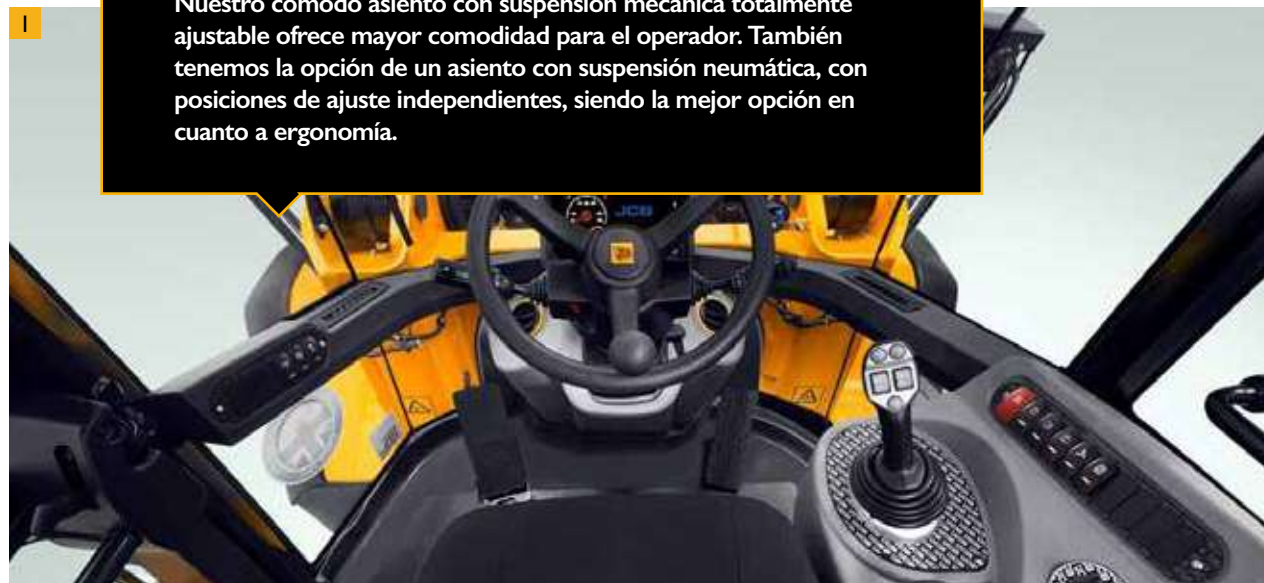 1
Nuestro cómodo asiento con suspensión mecánica totalmente
ajustable ofrece mayor comodidad para el operador. También
tenemos la opción de un asiento con suspensión neumática, con
posiciones de ajuste independientes, siendo la mejor opción en
cuanto a ergonomía.
JCB